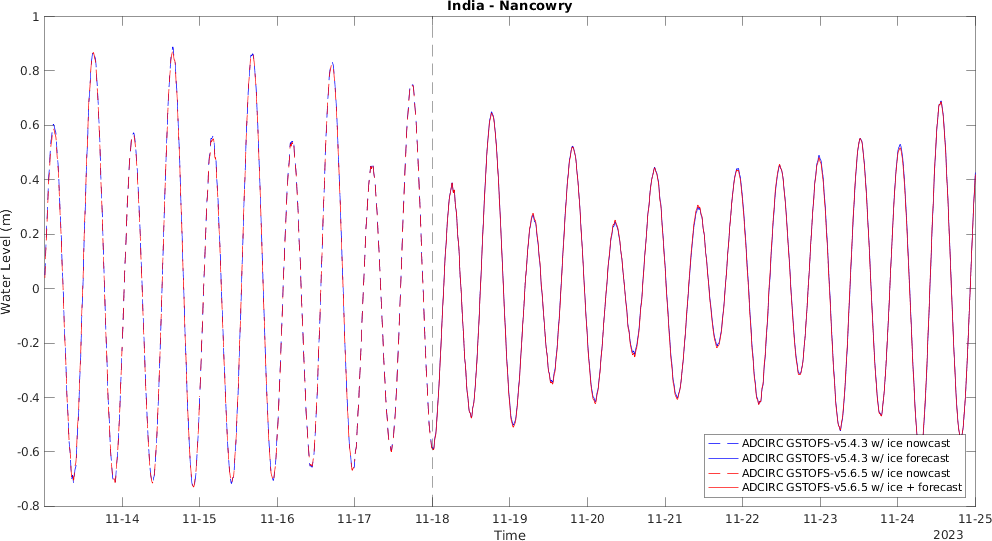 India - Nancowry
1
0.8
0.6
0.4
0.2
0
-0.2
-0.4
-0.6
-0.8
Water Level (m)
11-14 11-15 11-16 11-17 11-18 11-19 11-20 11-21 11-22 11-23 11-24 11-25
Time
2023
ADCIRC GSTOFS-v5.4.3 w/ ice nowcast
ADCIRC GSTOFS-v5.4.3 w/ ice forecast
ADCIRC GSTOFS-v5.6.5 w/ ice nowcast
ADCIRC GSTOFS-v5.6.5 w/ ice + forecast